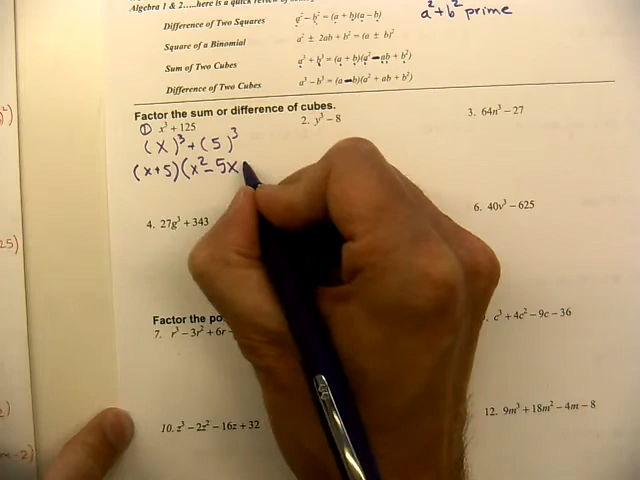 Algebra 1 & 2.....here is a quick review of
a² + b² prime
Difference of Two Squares a² – b² = (a + b)(a – b)
Square of a Binomial a² ± 2ab + b² = (a ± b)²
Sum of Two Cubes a³ + b³ = (a + b)(a² – ab + b²)
Difference of Two Cubes a³ – b³ = (a – b)(a² + ab + b²)
Factor the sum or difference of cubes.
① x³ + 125 2. y³ – 8 3. 64n³ – 27
(x)³ + (5)³
(x+5)(x² – 5x
4. 27g³ + 343 6. 40v³ – 625
Factor the po
7. r³ – 3r² + 6r – . c³ + 4c² – 9c – 36
10. z³ – 2z² – 16z + 32 12. 9m³ + 18m² – 4m – 8
25)
)
m – 2)